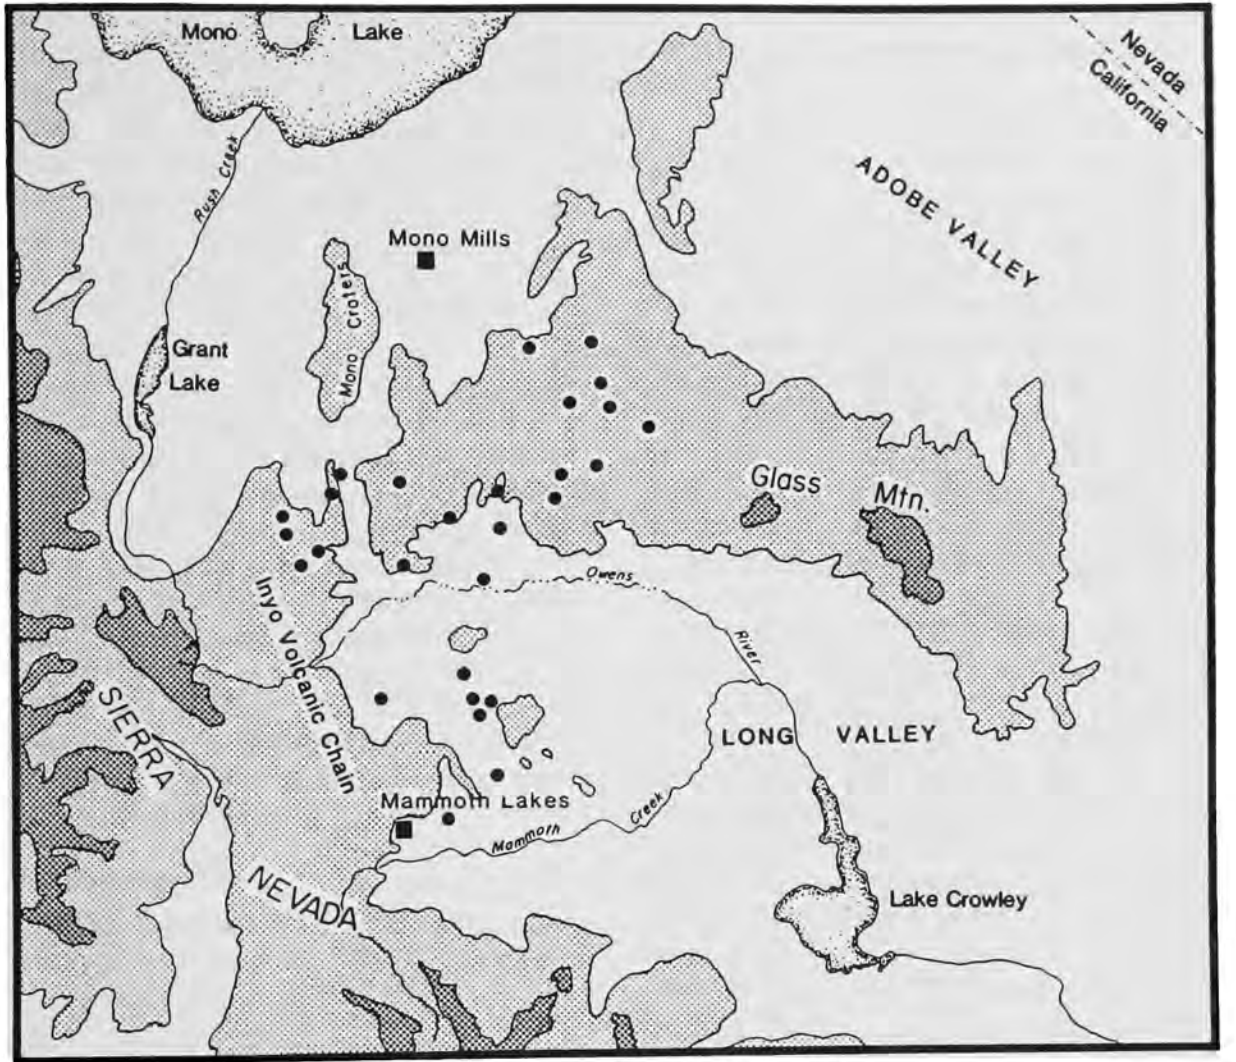 Mono Lake
Nevada
California
Rush Creek
ADOBE VALLEY
Mono Mills
Mono Croters
Grant
Lake
Glass Mtn.
Owens River
Inyo Volcanic Chain
SIERRA
NEVADA
LONG VALLEY
Mammoth Lakes
Mammoth Creek
Lake Crowley